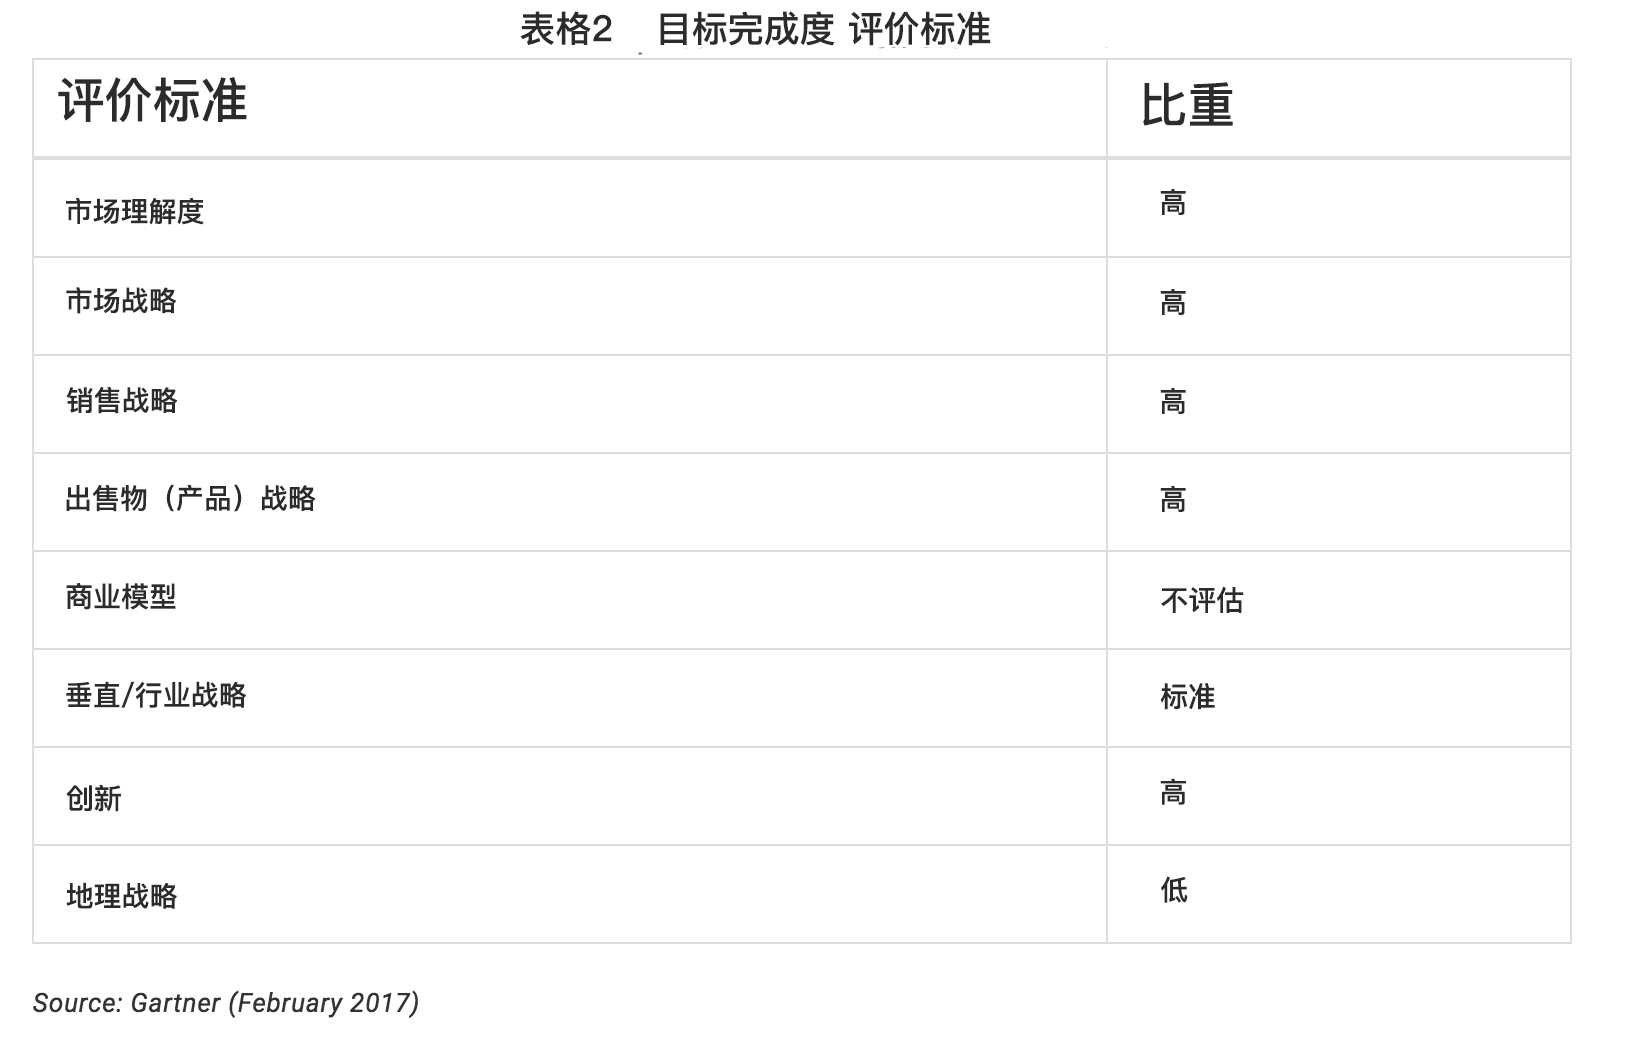 表格2 目标完成度 评价标准
评价标准 比重
市场理解度 高
市场战略 高
销售战略 高
出售物（产品）战略 高
商业模型 不评估
垂直/行业战略 标准
创新 高
地理战略 低
Source: Gartner (February 2017)